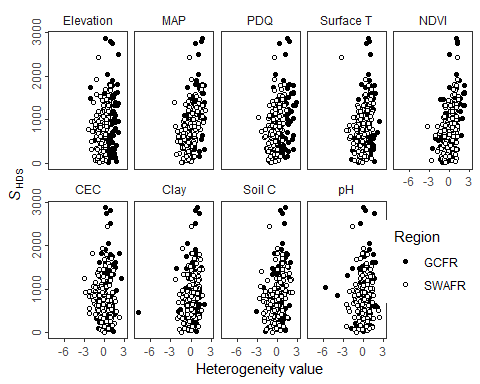 Elevation MAP PDQ Surface T NDVI
3000
2000
1000
0
-6 -3 0 3
S HDS
CEC Clay Soil C pH
3000
2000
1000
0
-6 -3 0 3 -6 -3 0 3 -6 -3 0 3 -6 -3 0 3
Heterogeneity value
Region
GCFR
SWAFR